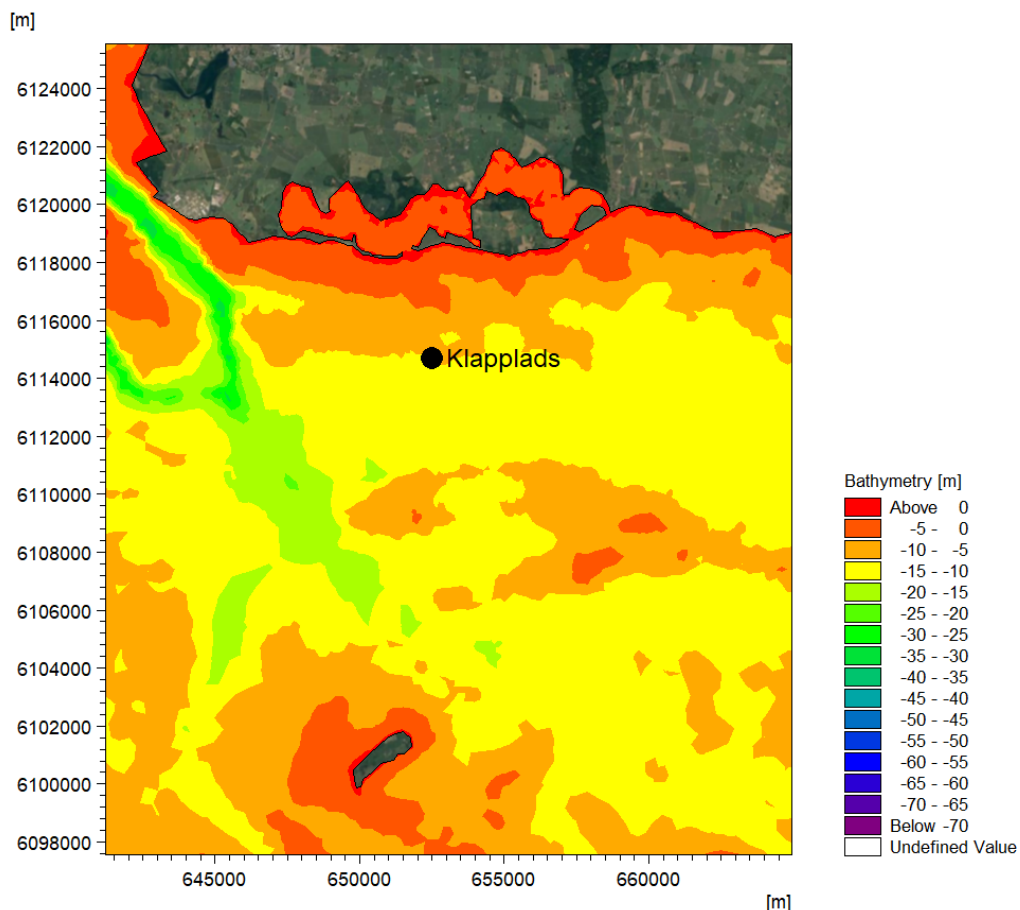 [m]
6124000
6122000
6120000
6118000
6116000
6114000
6112000
6110000
6108000
6106000
6104000
6102000
6100000
6098000
Klapplads
645000 650000 655000 660000
[m]
Bathymetry [m]
Above 0
-5 - 0
-10 - -5
-15 - -10
-20 - -15
-25 - -20
-30 - -25
-35 - -30
-40 - -35
-45 - -40
-50 - -45
-55 - -50
-60 - -55
-65 - -60
-70 - -65
Below -70
Undefined Value